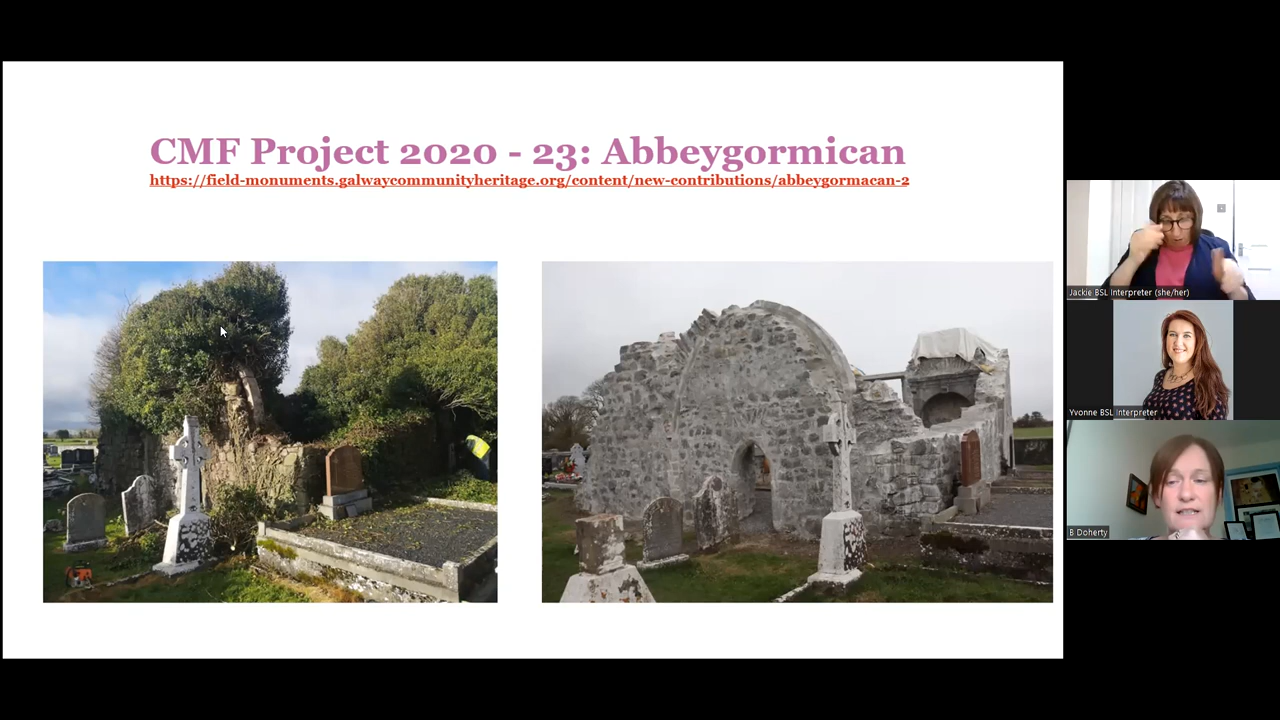 CMF Project 2020 - 23: Abbeygormican
https://field-monuments.galwaycommunityheritage.org/content/new-contributions/abbeygormacan-2
Jackie BSL Interpreter (she/her)
Yvonne BSL Interpreter
B Doherty